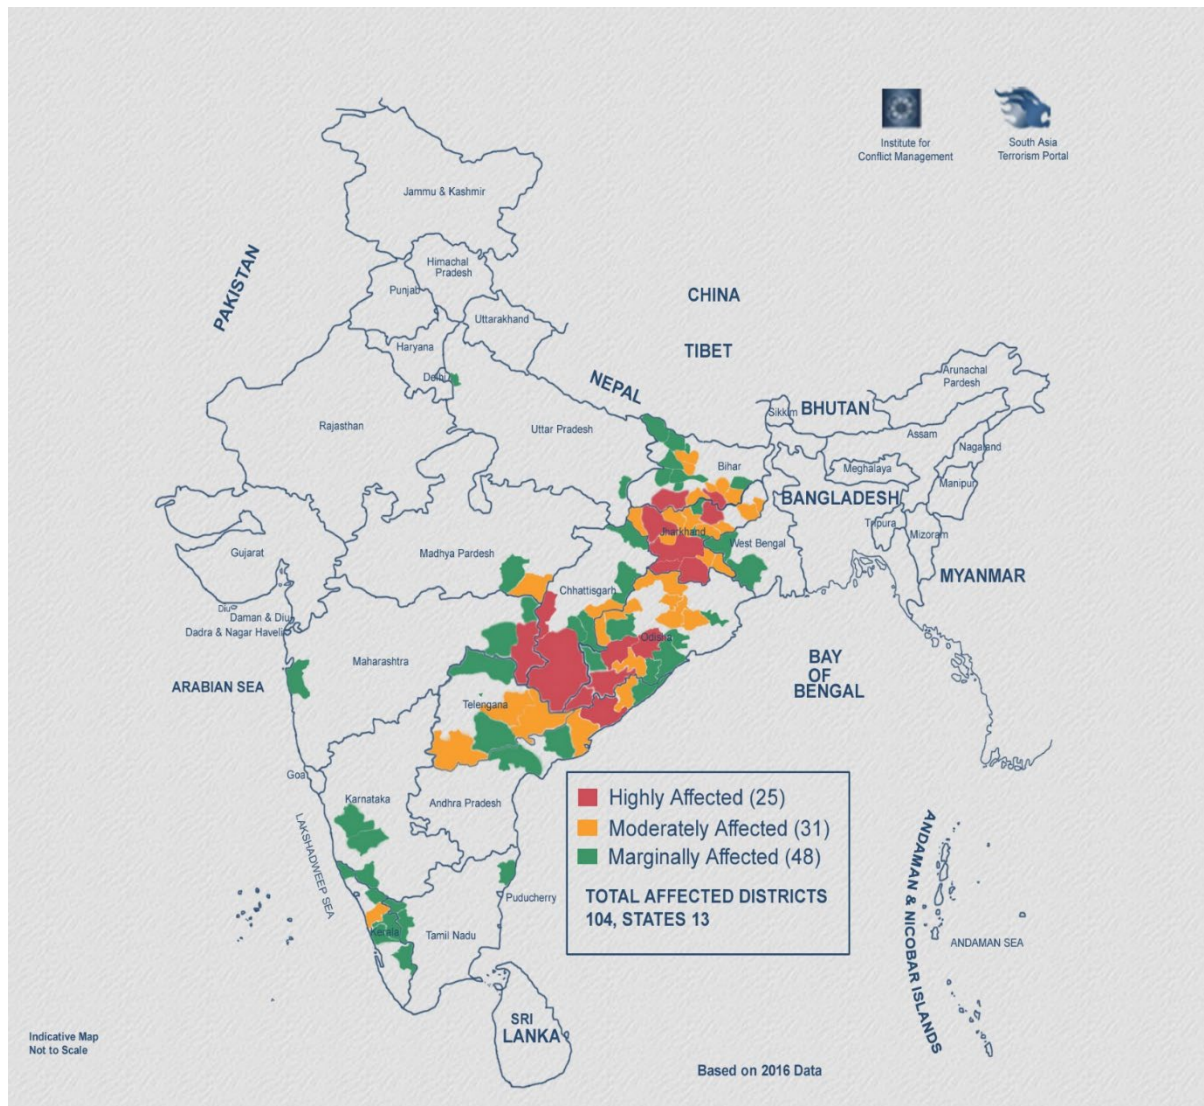 Institute for
Conflict Management
South Asia
Terrorism Portal
Jammu & Kashmir
Himachal
Pradesh
PAKISTAN
Punjab
CHINA
Uttarakhand
Haryana
TIBET
Delhi
NEPAL
Arunachal
Pardesh
Sikkim
BHUTAN
Rajasthan
Uttar Pradesh
Assam
Nagaland
Bihar
Meghalaya
Manipur
BANGLADESH
Tripura
Jharkhand
Mizoram
West Bengal
Gujarat
Madhya Pardesh
MYANMAR
Chhattisgarh
Diu
Daman & Diu
Dadra & Nagar Haveli
Odisha
Maharashtra
BAY
OF
BENGAL
ARABIAN SEA
Telengana
Goa
Karnataka
Andhra Pradesh
Highly Affected (25)
Moderately Affected (31)
Marginally Affected (48)
TOTAL AFFECTED DISTRICTS
104, STATES 13
LAKSHADWEEP SEA
Puducherry
Kerala
Tamil Nadu
ANDAMAN & NICOBAR ISLANDS
ANDAMAN SEA
SRI
LANKA
Indicative Map
Not to Scale
Based on 2016 Data